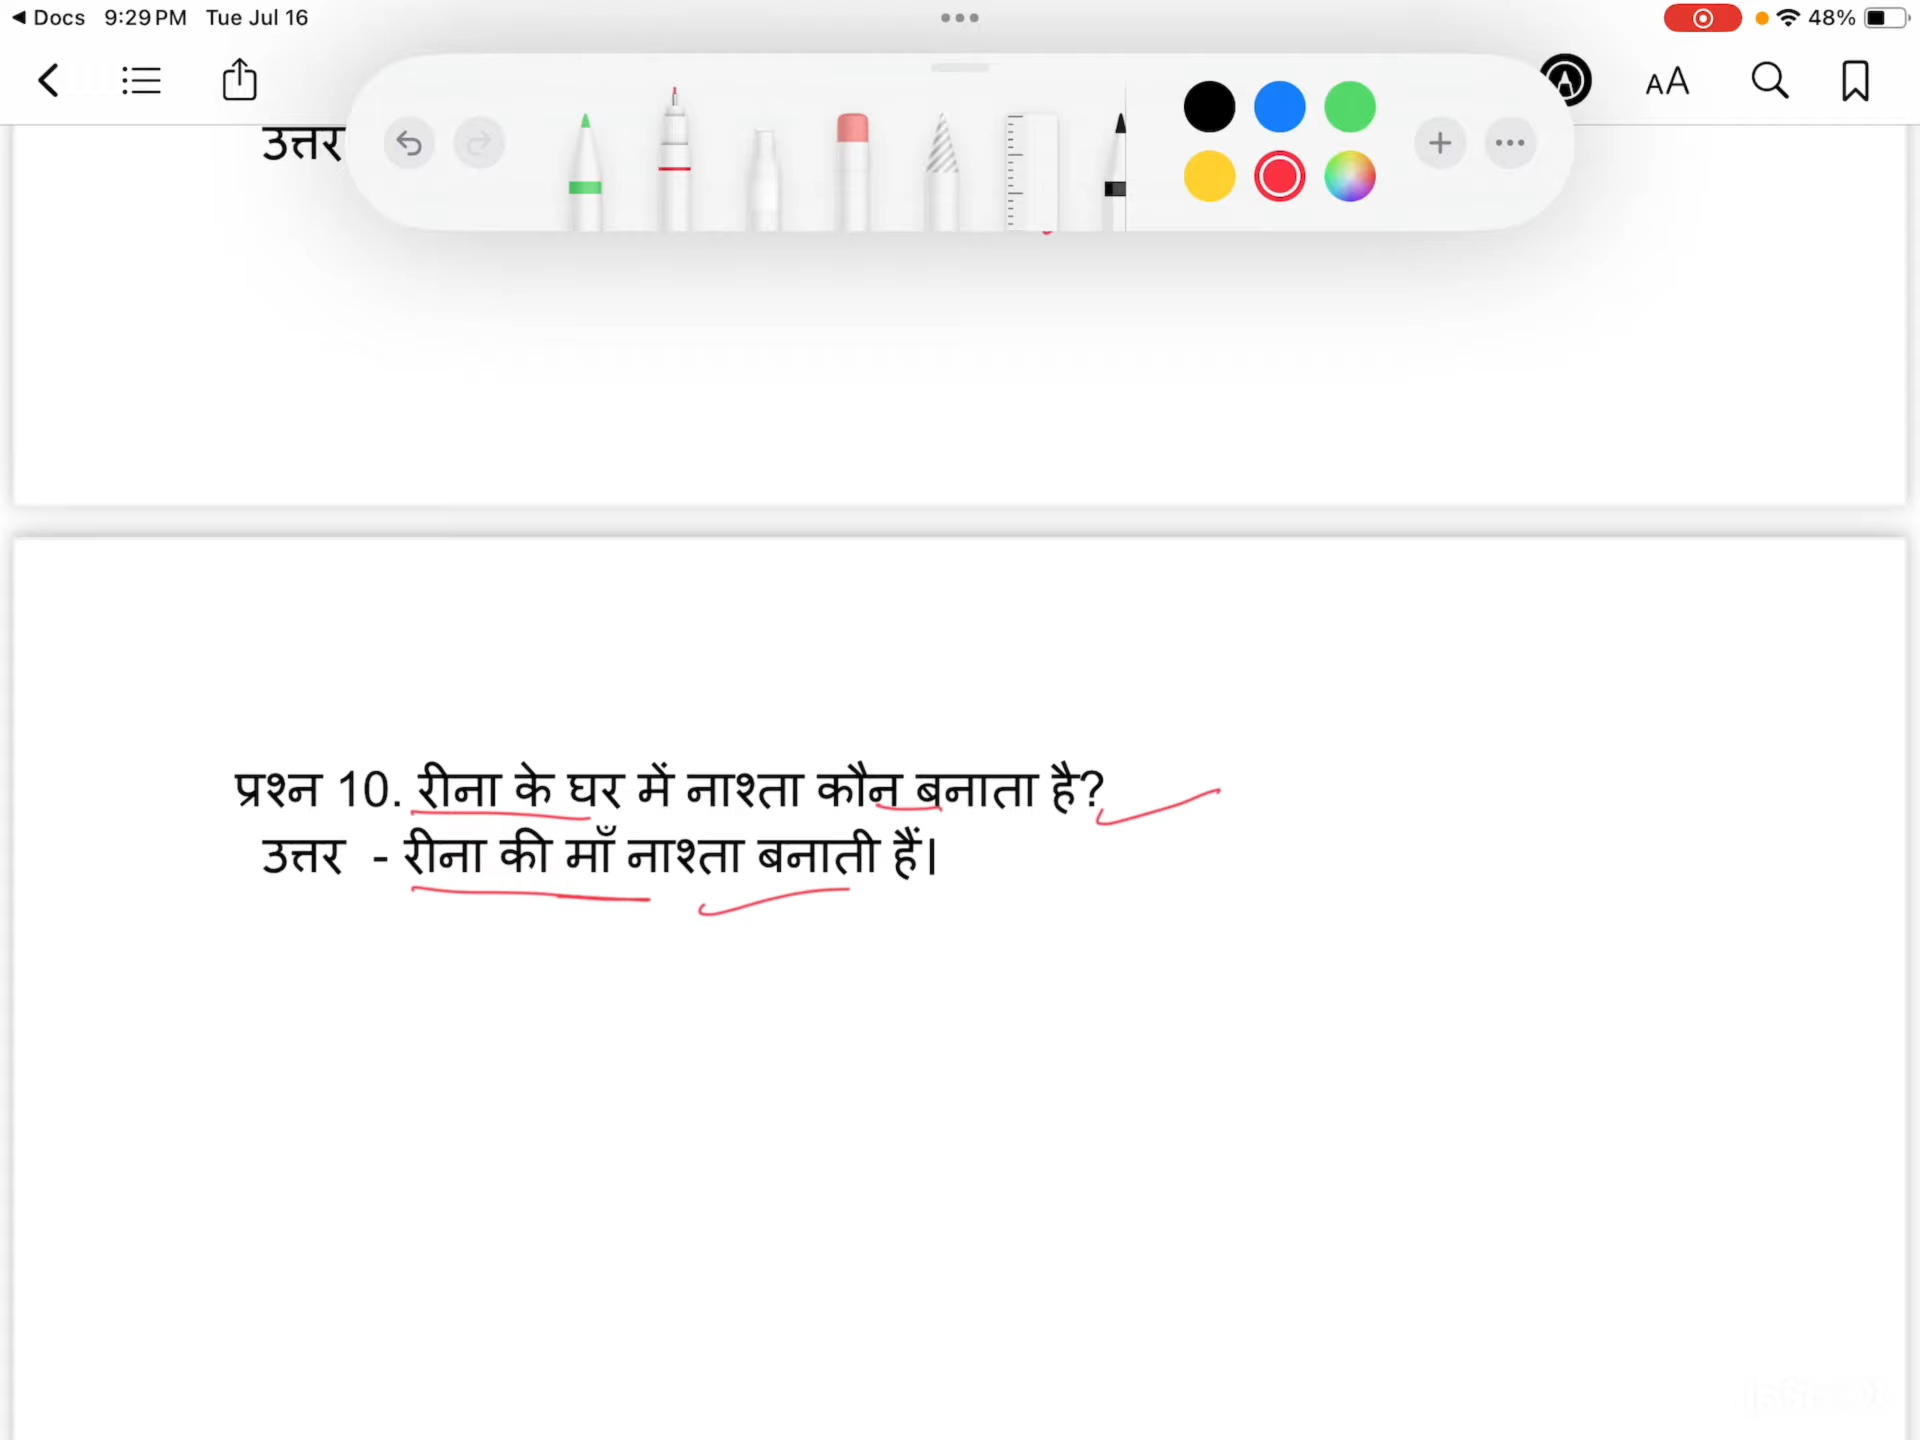 Docs 9:29 PM Tue Jul 16 48%
AA
उत्तर
प्रश्न 10. रीना के घर में नाश्ता कौन बनाता है?
उत्तर - रीना की माँ नाश्ता बनाती हैं।